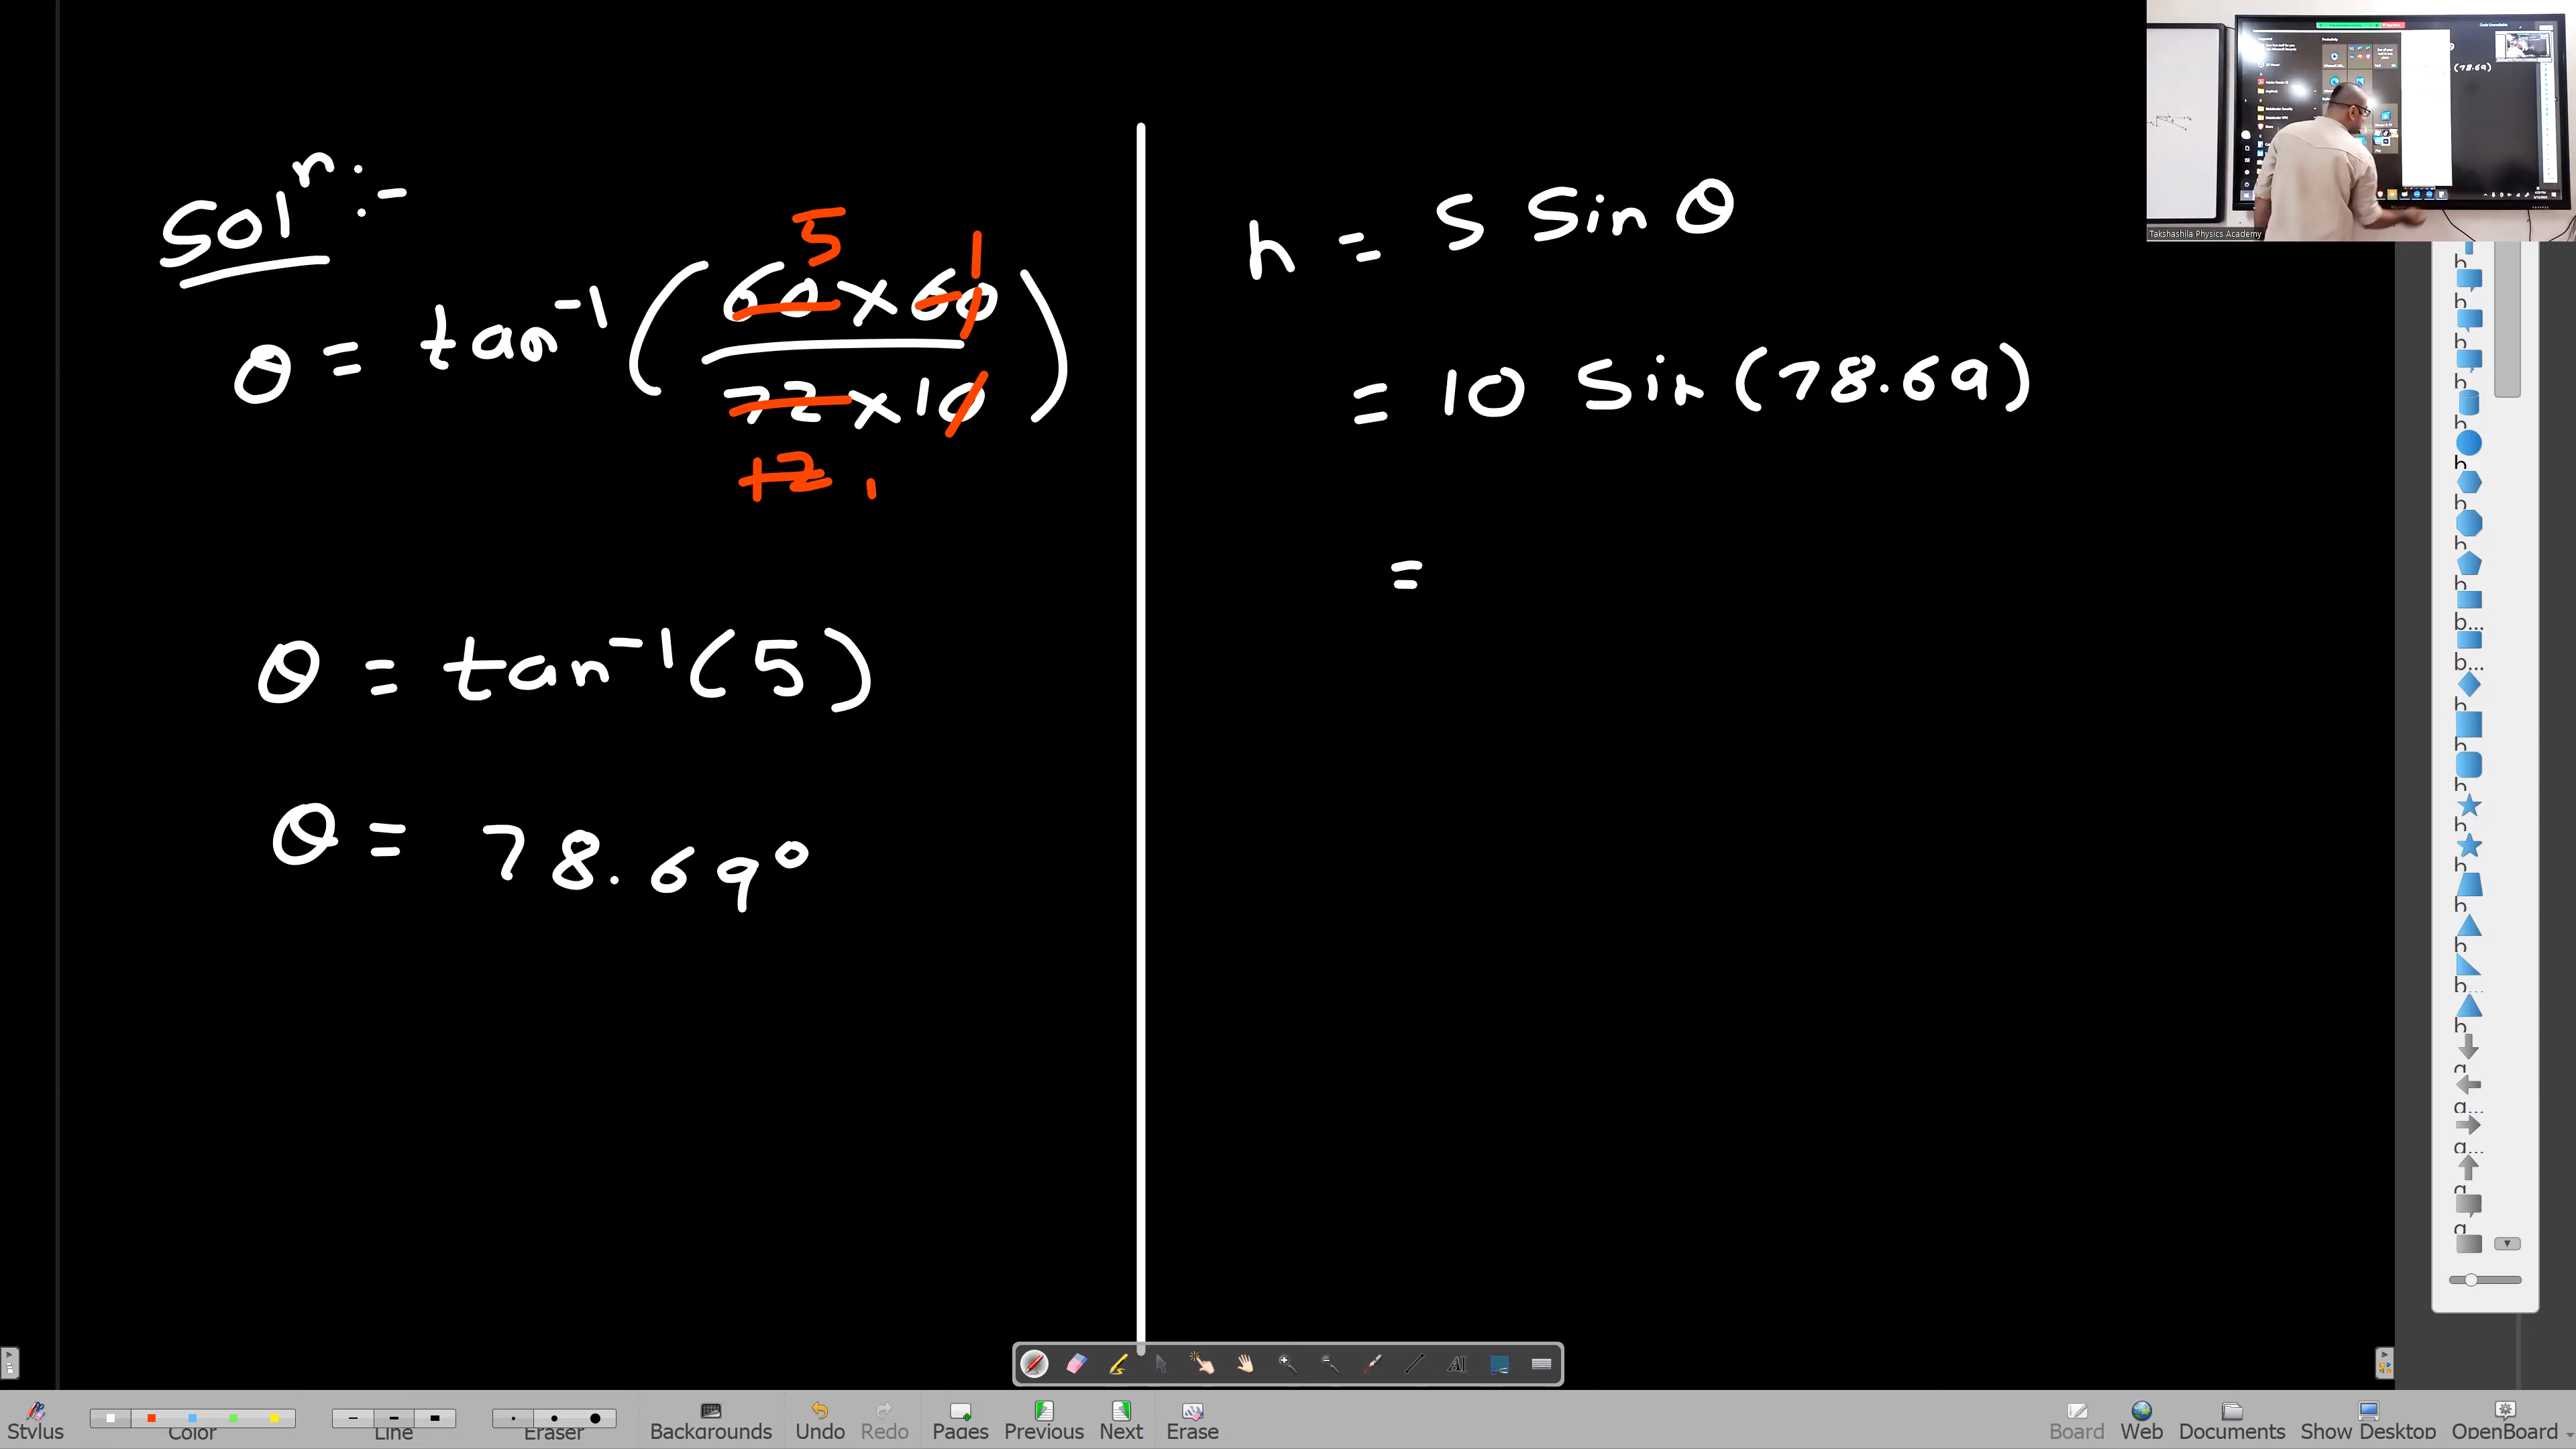 Solⁿ :-
θ = tan⁻¹ ( 60 × 60 / 72 × 10 )
5 1
12 1
θ = tan⁻¹ ( 5 )
θ = 78.69°
h = S Sin θ
= 10 Sin (78.69)
=
(78.69)
Takshashila Physics Academy
b
b
b
b
b
b
b
b
b
b...
b...
b
b
b
b
b
b
b
b...
b
a
a...
a...
a
a
Stylus
Color
Line
Eraser
Backgrounds
Undo
Redo
Pages
Previous
Next
Erase
Board
Web
Documents
Show Desktop
OpenBoard